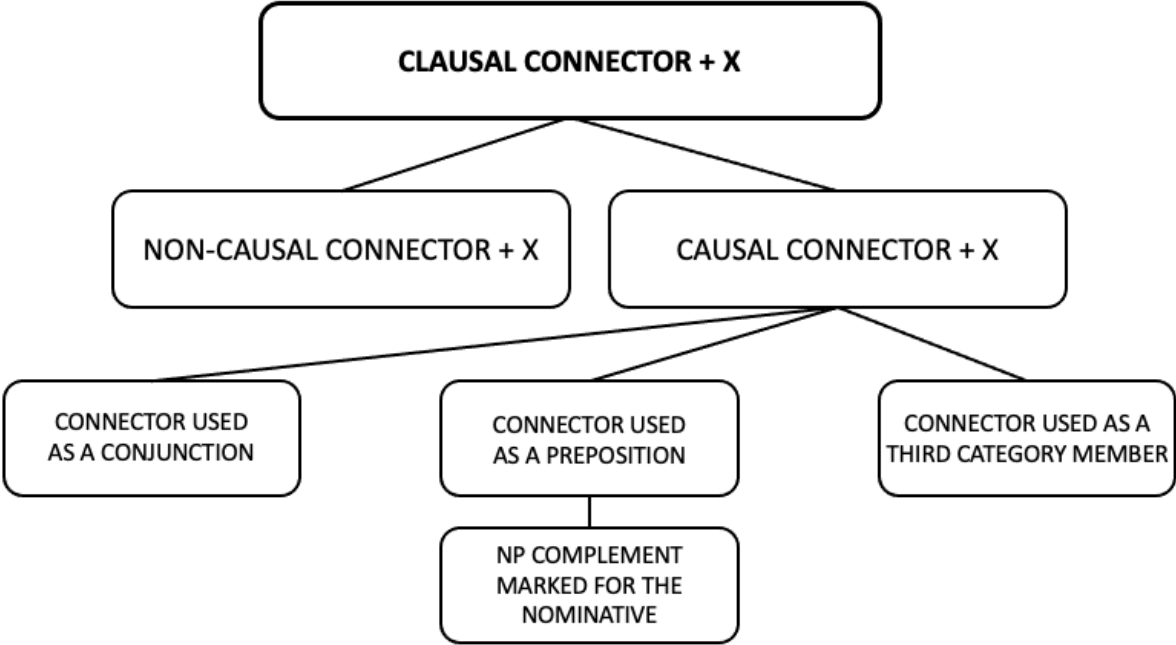 CLAUSAL CONNECTOR + X
NON-CAUSAL CONNECTOR + X
CAUSAL CONNECTOR + X
CONNECTOR USED
AS A CONJUNCTION
CONNECTOR USED
AS A PREPOSITION
CONNECTOR USED AS A
THIRD CATEGORY MEMBER
NP COMPLEMENT
MARKED FOR THE
NOMINATIVE